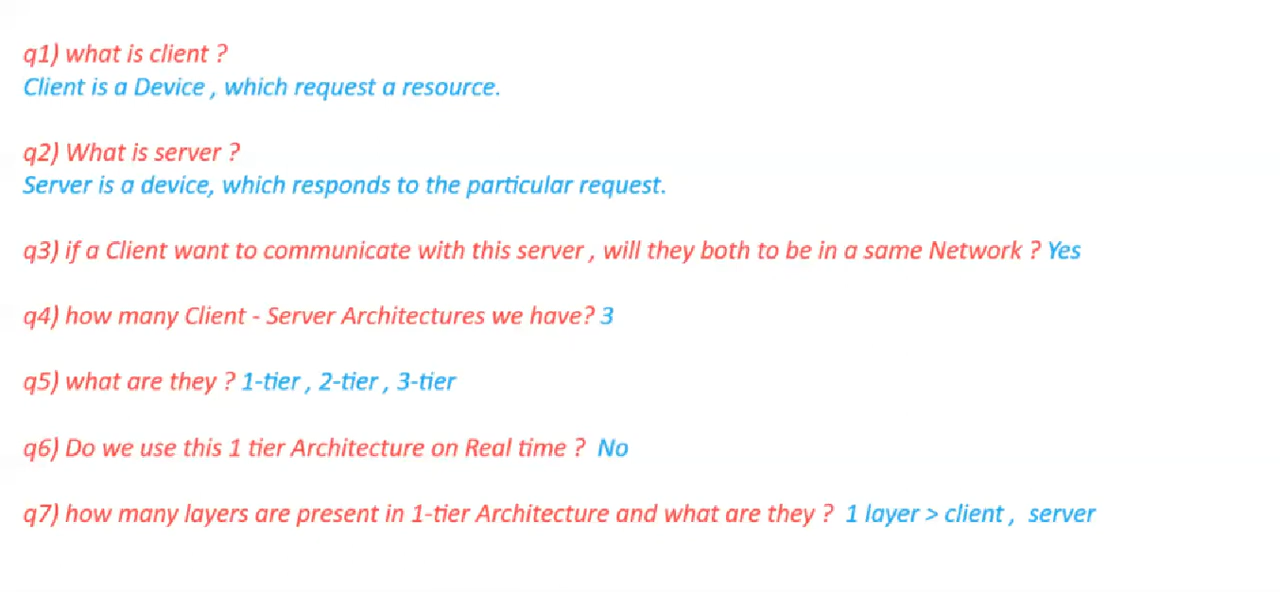 q1) what is client ?
Client is a Device , which request a resource.
q2) What is server ?
Server is a device, which responds to the particular request.
q3) if a Client want to communicate with this server , will they both to be in a same Network ? Yes
q4) how many Client - Server Architectures we have? 3
q5) what are they ? 1-tier , 2-tier , 3-tier
q6) Do we use this 1 tier Architecture on Real time ? No
q7) how many layers are present in 1-tier Architecture and what are they ? 1 layer > client , server